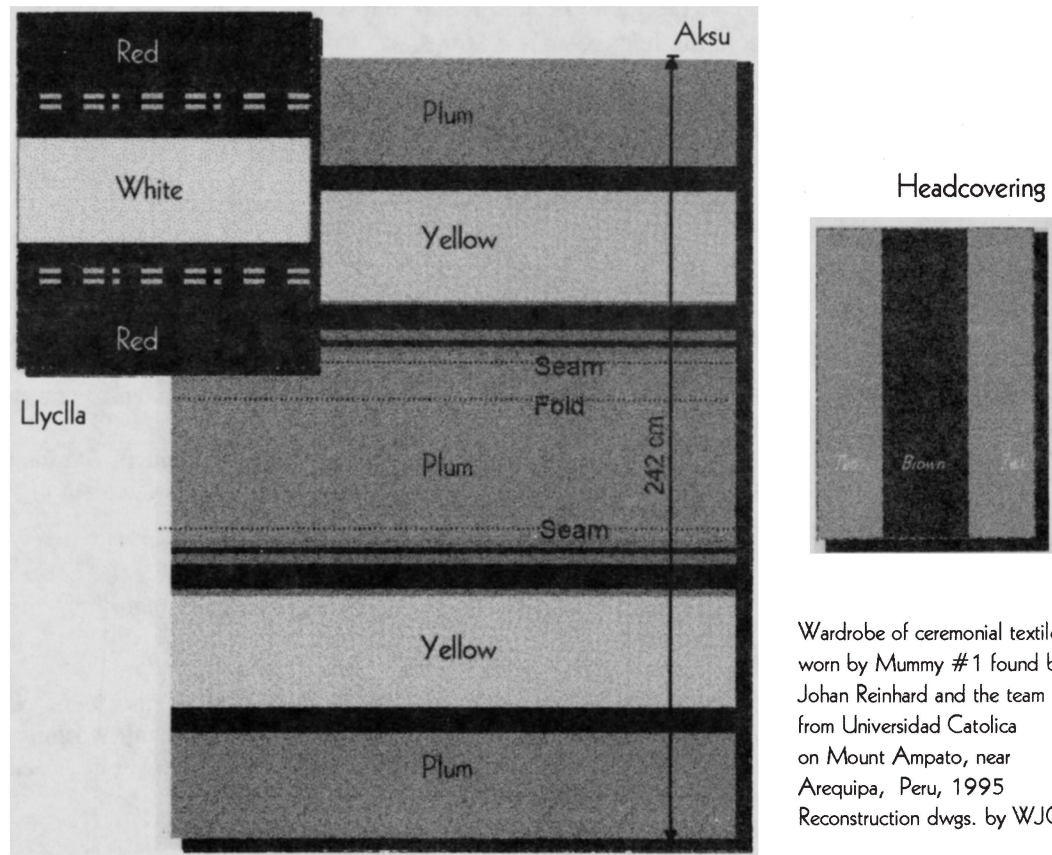 Aksu
Red
Plum
White
Yellow
Red
Seam
Fold
Llyclla
Plum
242 cm
Seam
Yellow
Plum
Headcovering
Tan Brown Tan
Wardrobe of ceremonial textile
worn by Mummy #1 found b
Johan Reinhard and the team
from Universidad Catolica
on Mount Ampato, near
Arequipa, Peru, 1995
Reconstruction dwgs. by WJC